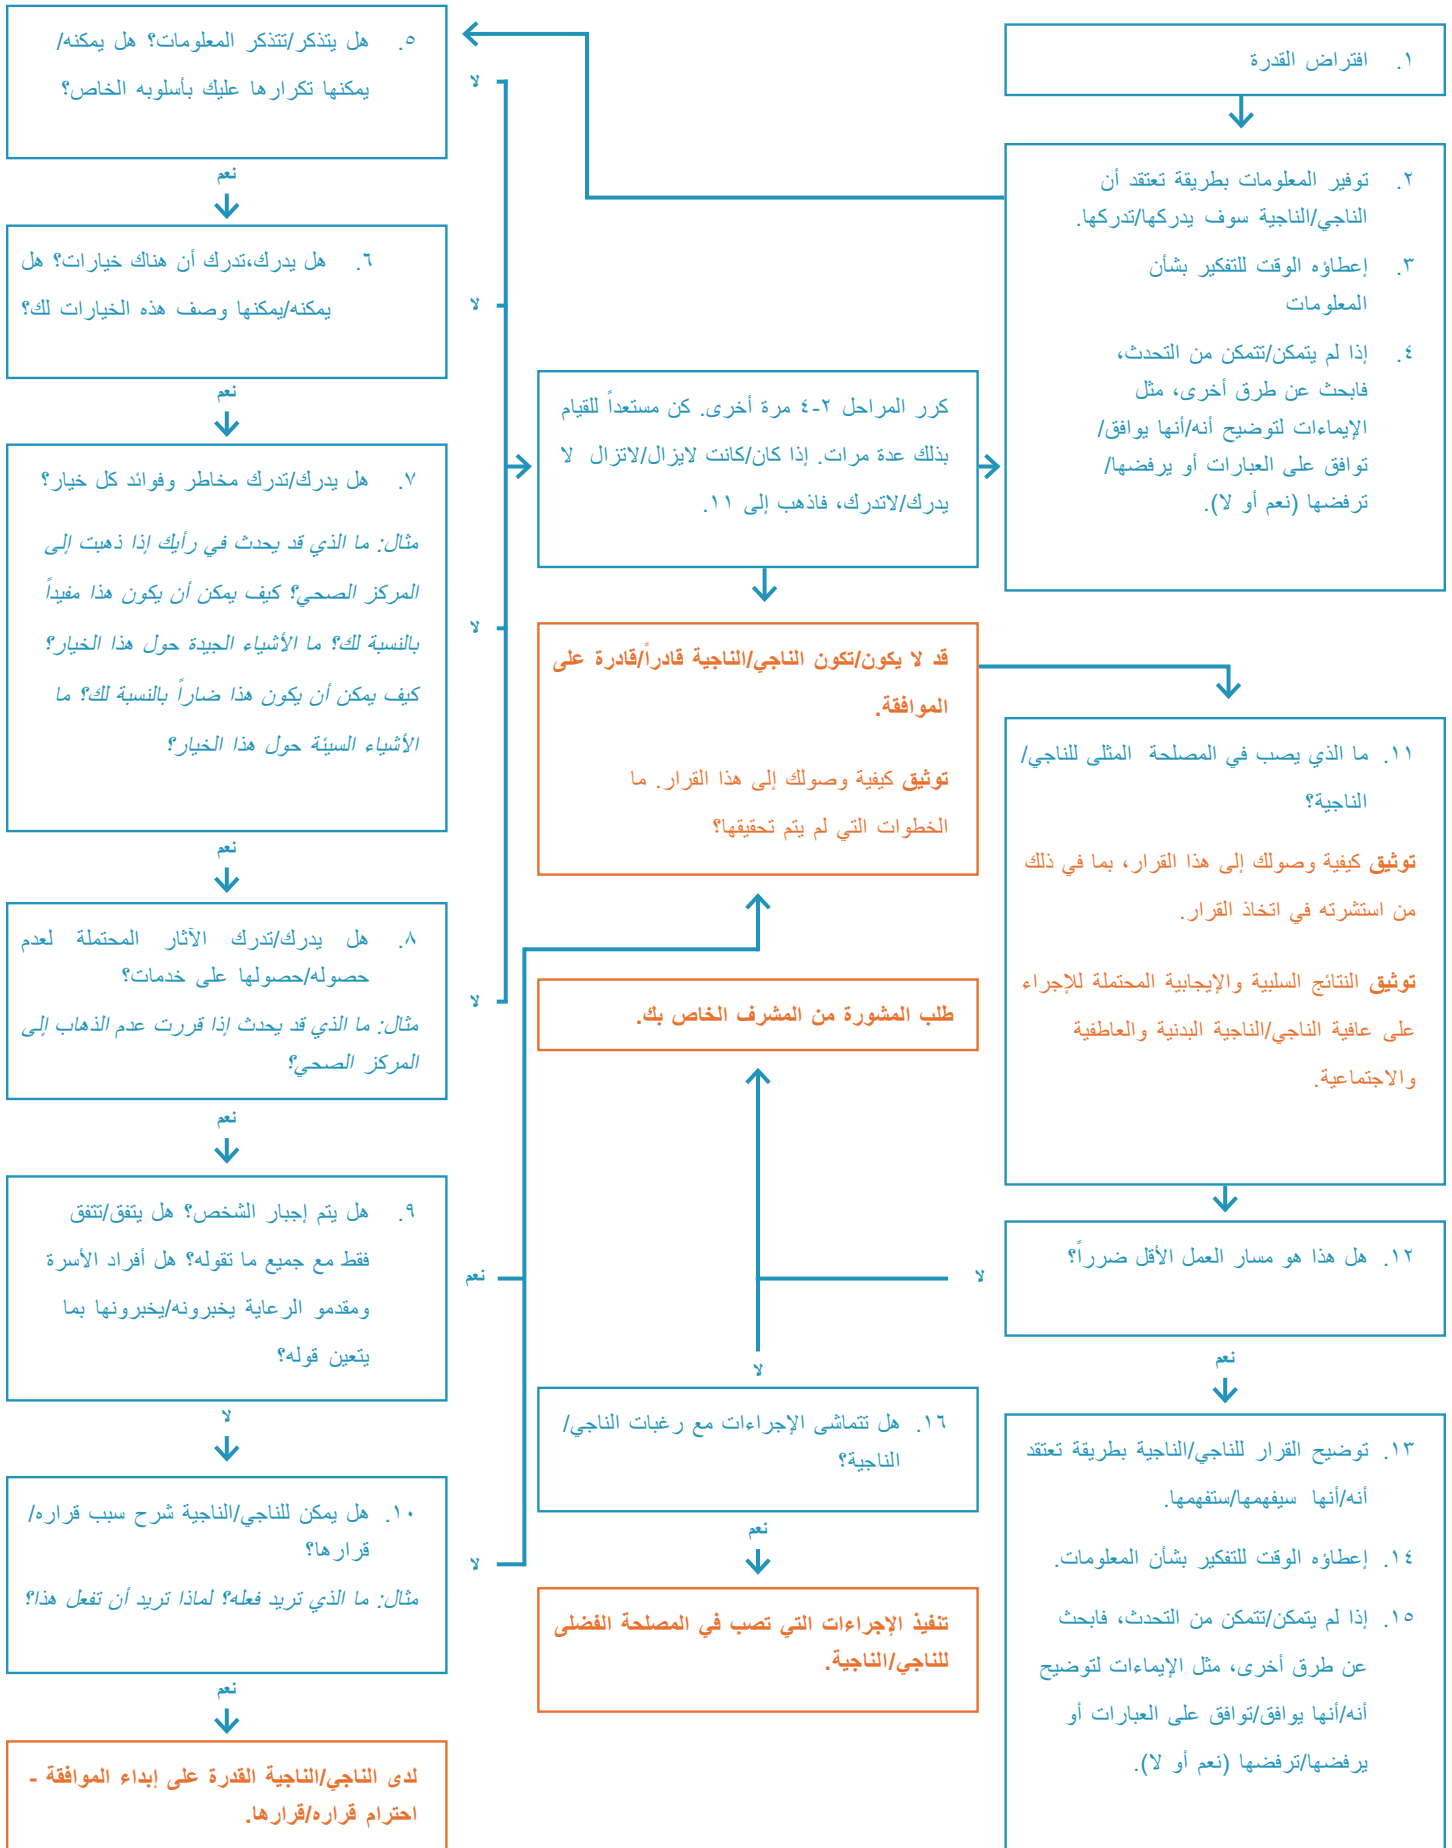 ١. افتراض القدرة
٢. توفير المعلومات بطريقة تعتقد أن
الناجي/الناجية سوف يدركها/تدركها.
٣. إعطاؤه الوقت للتفكير بشأن
المعلومات
٤. إذا لم يتمكن/تتمكن من التحدث،
فابحث عن طرق أخرى، مثل
الإيماءات لتوضيح أنه/أنها يوافق/
توافق على العبارات أو يرفضها/
ترفضها (نعم أو لا).
٥. هل يتذكر/تتذكر المعلومات؟ هل يمكنه/
يمكنها تكرارها عليك بأسلوبه الخاص؟
لا
نعم
٦. هل يدرك،تدرك أن هناك خيارات؟ هل
يمكنه/يمكنها وصف هذه الخيارات لك؟
لا
نعم
٧. هل يدرك/تدرك مخاطر وفوائد كل خيار؟
مثال: ما الذي قد يحدث في رأيك إذا ذهبت إلى
المركز الصحي؟ كيف يمكن أن يكون هذا مفيداً
بالنسبة لك؟ ما الأشياء الجيدة حول هذا الخيار؟
كيف يمكن أن يكون هذا ضاراً بالنسبة لك؟ ما
الأشياء السيئة حول هذا الخيار؟
لا
نعم
٨. هل يدرك/تدرك الآثار المحتملة لعدم
حصوله/حصولها على خدمات؟
مثال: ما الذي قد يحدث إذا قررت عدم الذهاب إلى
المركز الصحي؟
لا
نعم
٩. هل يتم إجبار الشخص؟ هل يتفق/تتفق
فقط مع جميع ما تقوله؟ هل أفراد الأسرة
ومقدمو الرعاية يخبرونه/يخبرونها بما
يتعين قوله؟
نعم
لا
١٠. هل يمكن للناجي/الناجية شرح سبب قراره/
قرارها؟
مثال: ما الذي تريد فعله؟ لماذا تريد أن تفعل هذا؟
لا
نعم
لدى الناجي/الناجية القدرة على إبداء الموافقة -
احترام قراره/قرارها.
كرر المراحل ٢-٤ مرة أخرى. كن مستعداً للقيام
بذلك عدة مرات. إذا كان/كانت لايزال/لاتزال لا
يدرك/لاتدرك، فاذهب إلى ١١.
قد لا يكون/تكون الناجي/الناجية قادراً/قادرة على
الموافقة.
توثيق كيفية وصولك إلى هذا القرار. ما
الخطوات التي لم يتم تحقيقها؟
طلب المشورة من المشرف الخاص بك.
١١. ما الذي يصب في المصلحة المثلى للناجي/
الناجية؟
توثيق كيفية وصولك إلى هذا القرار، بما في ذلك
من استشرته في اتخاذ القرار.
توثيق النتائج السلبية والإيجابية المحتملة للإجراء
على عافية الناجي/الناجية البدنية والعاطفية
والاجتماعية.
١٢. هل هذا هو مسار العمل الأقل ضرراً؟
لا
نعم
١٣. توضيح القرار للناجي/الناجية بطريقة تعتقد
أنه/أنها سيفهمها/ستفهمها.
١٤. إعطاؤه الوقت للتفكير بشأن المعلومات.
١٥. إذا لم يتمكن/تتمكن من التحدث، فابحث
عن طرق أخرى، مثل الإيماءات لتوضيح
أنه/أنها يوافق/توافق على العبارات أو
يرفضها/ترفضها (نعم أو لا).
لا
١٦. هل تتماشى الإجراءات مع رغبات الناجي/
الناجية؟
نعم
تنفيذ الإجراءات التي تصب في المصلحة الفضلى
للناجي/الناجية.